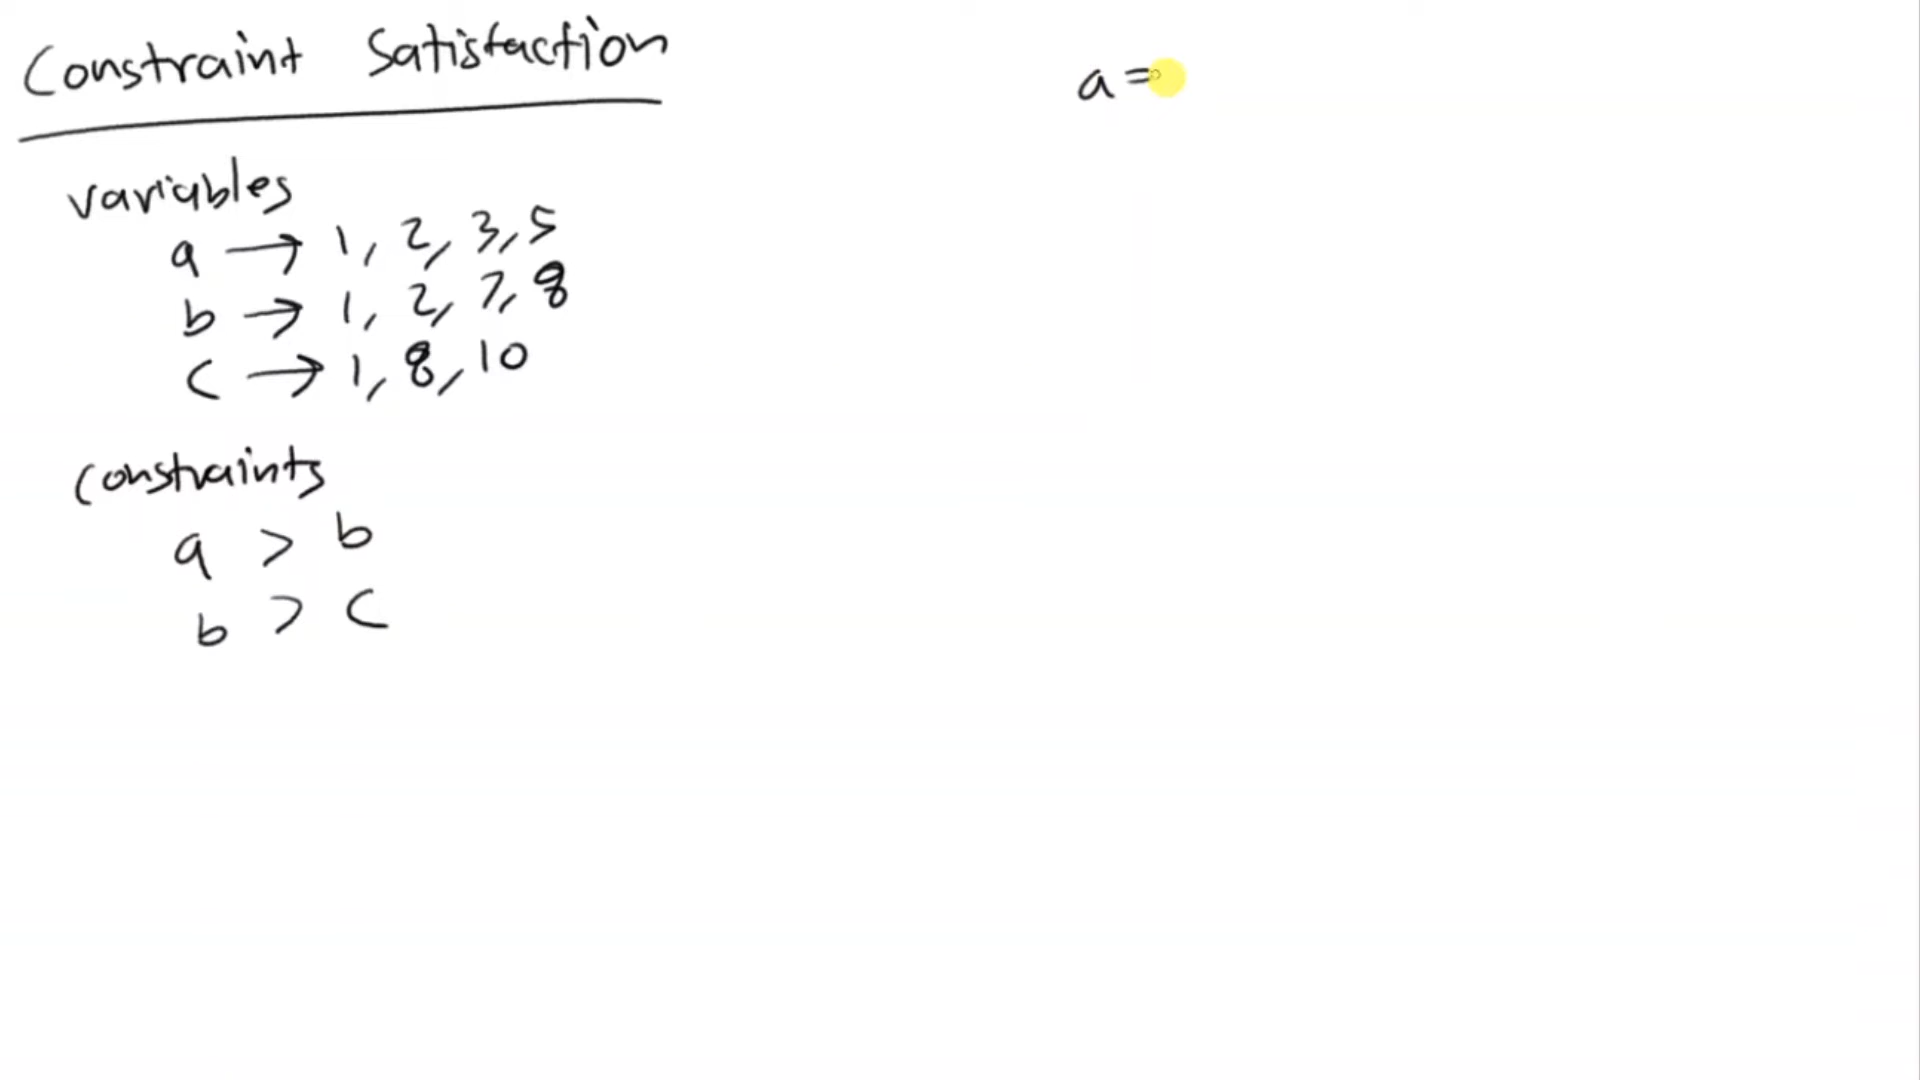 Constraint Satisfaction
a =
variables
a → 1, 2, 3, 5
b → 1, 2, 7, 8
c → 1, 8, 10
constraints
a > b
b > c